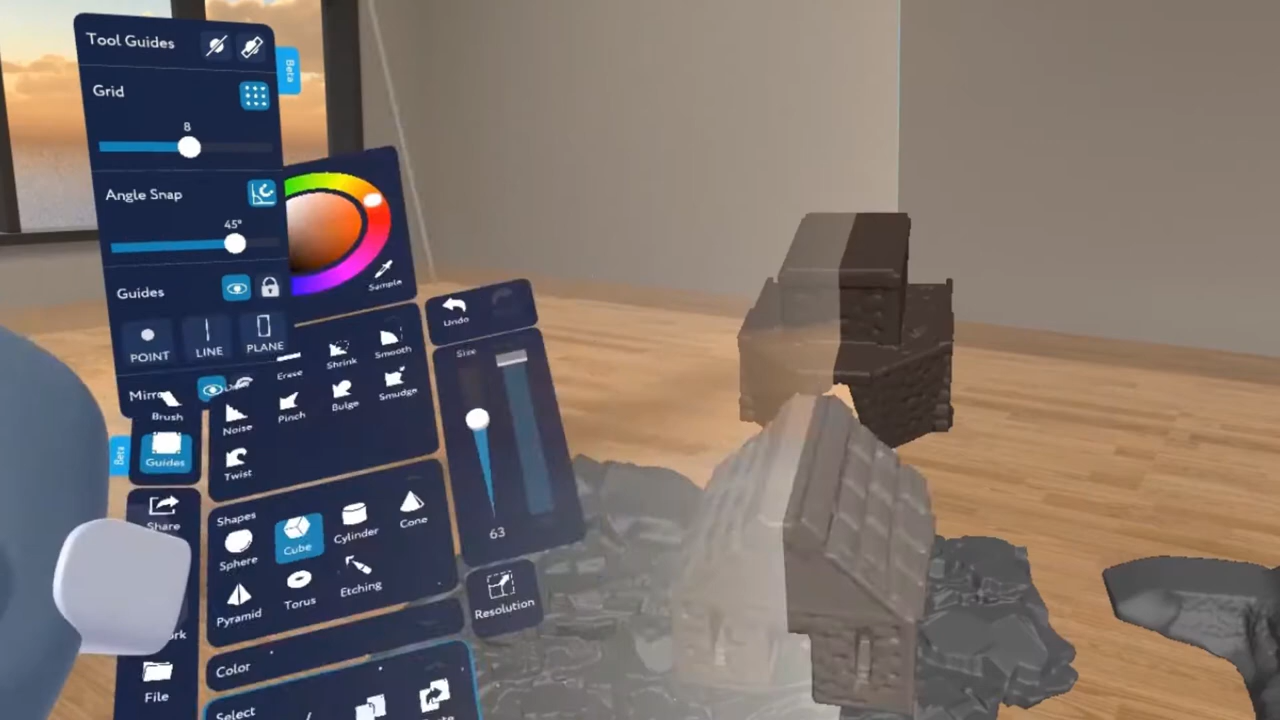 Tool Guides
Beta
Grid
8
Angle Snap
45°
Guides
POINT
LINE
PLANE
Sample
Undo
Size
63
Erase
Shrink
Smooth
Brush
Noise
Pinch
Bulge
Smudge
Guides
Beta
Twist
Share
Shapes
Sphere
Cube
Cylinder
Cone
Pyramid
Torus
Etching
Resolution
File
Color
Select